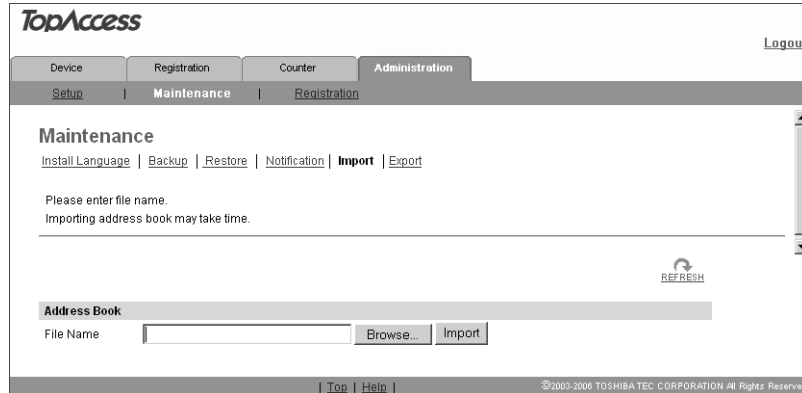 TopAccess
Logou
Device Registration Counter Administration
Setup | Maintenance | Registration
Maintenance
Install Language | Backup | Restore | Notification | Import | Export
Please enter file name.
Importing address book may take time.
REFRESH
Address Book
File Name Browse... Import
| Top | Help | ©2003-2006 TOSHIBA TEC CORPORATION All Rights Reserve